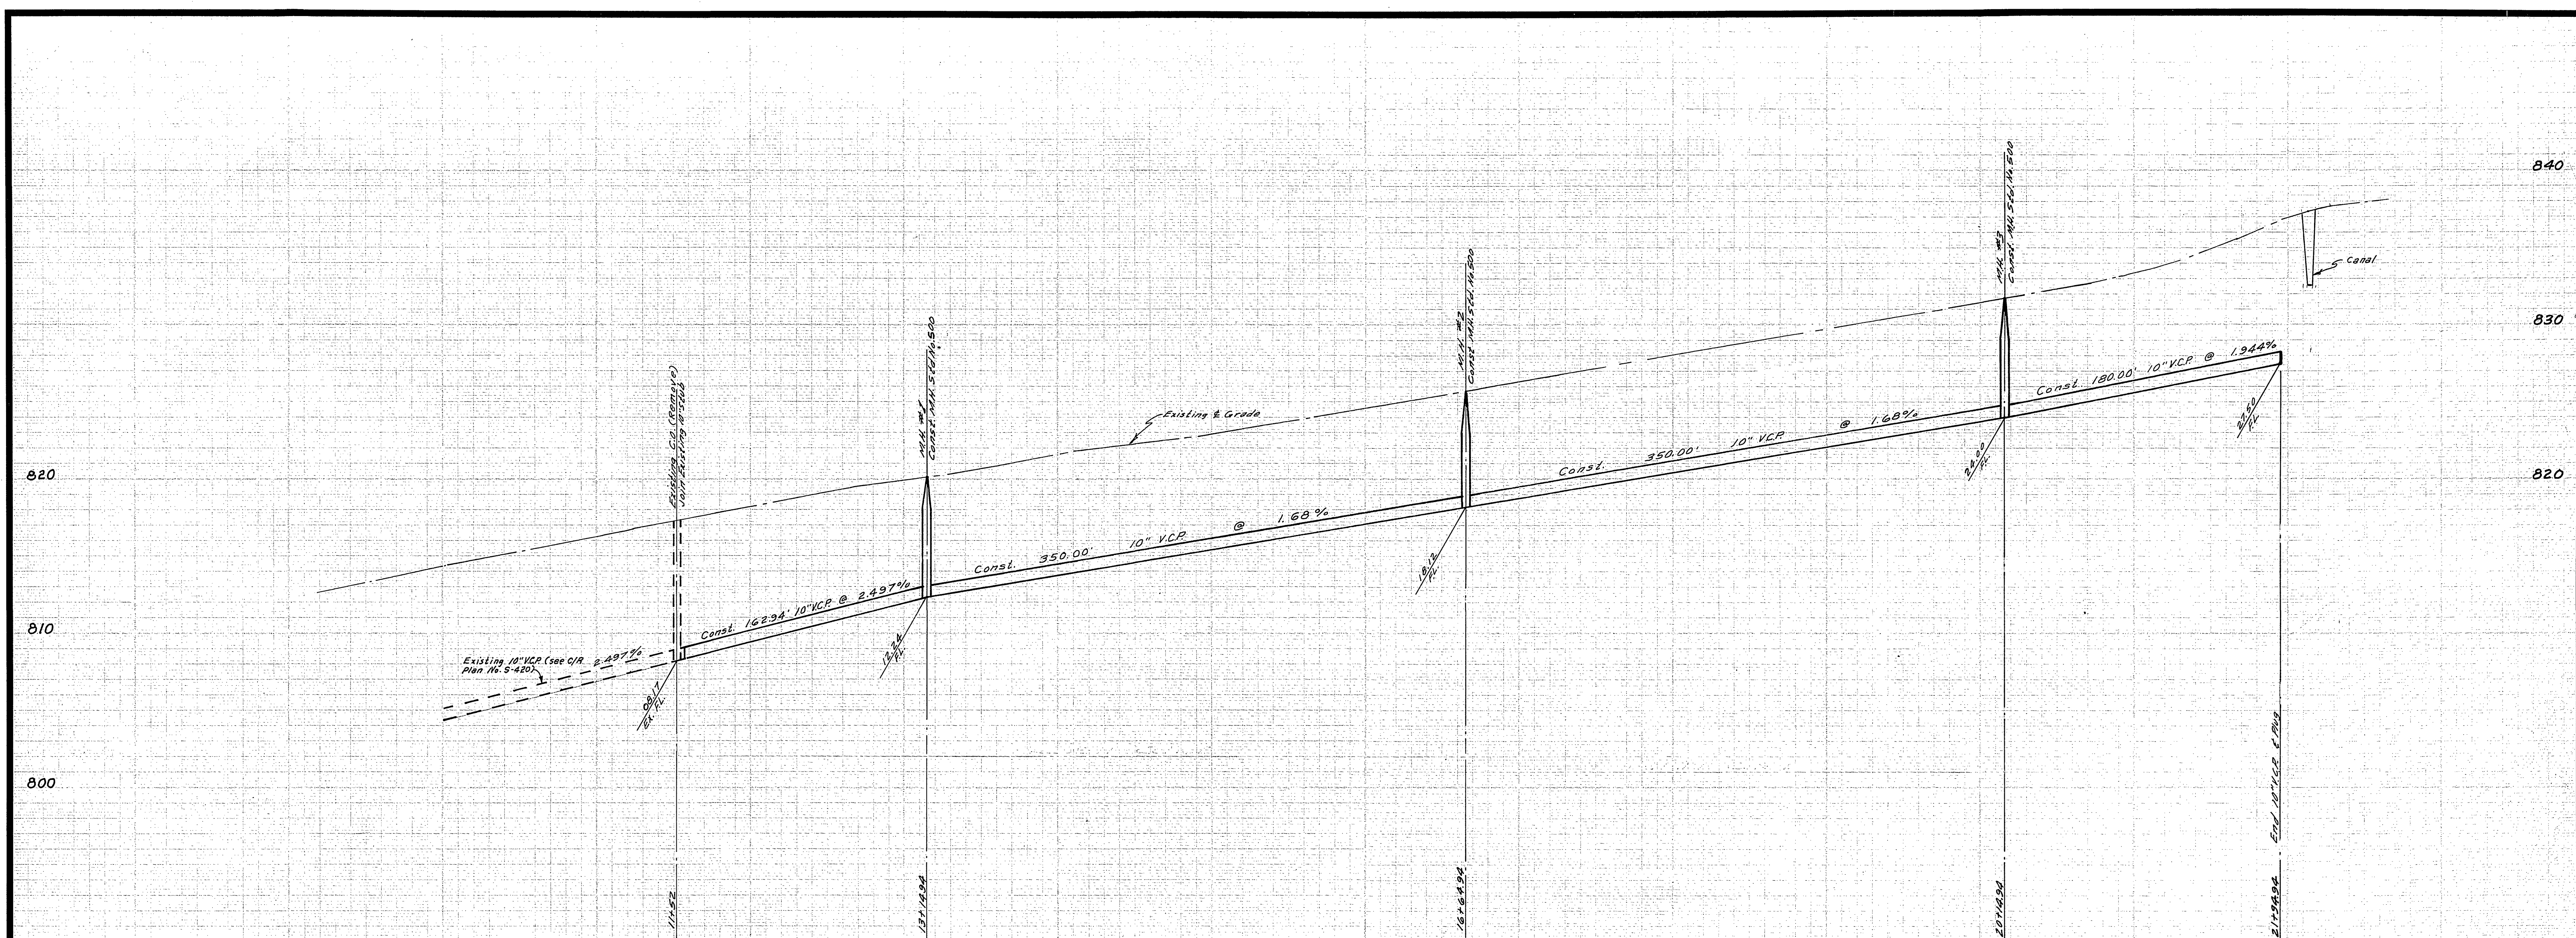 840
830
820
820
810
800
Existing C.O. (Remove)
Join Existing 10" Stub
M.H. #1
Const. M.H. Std No. 500
M.H. #2
Const M.H. Std. No. 500
M.H. #3
Const. M.H. Std. No. 500
Canal
Existing ℄ Grade
Existing 10" V.C.P. (see C/R
Plan No. S-420)
2.497%
Const. 162.94' 10" V.C.P. @ 2.497%
Const. 350.00' 10" V.C.P. @ 1.68%
Const. 350.00' 10" V.C.P. @ 1.68%
Const 180.00' 10" V.C.P. @ 1.944%
08.17
Ex. F.L.
12.24
F.L.
18.12
F.L.
24.00
F.L.
27.50
F.L.
End 10" V.C.P. & Plug
11+52
13+14.94
16+64.94
20+14.94
21+94.94